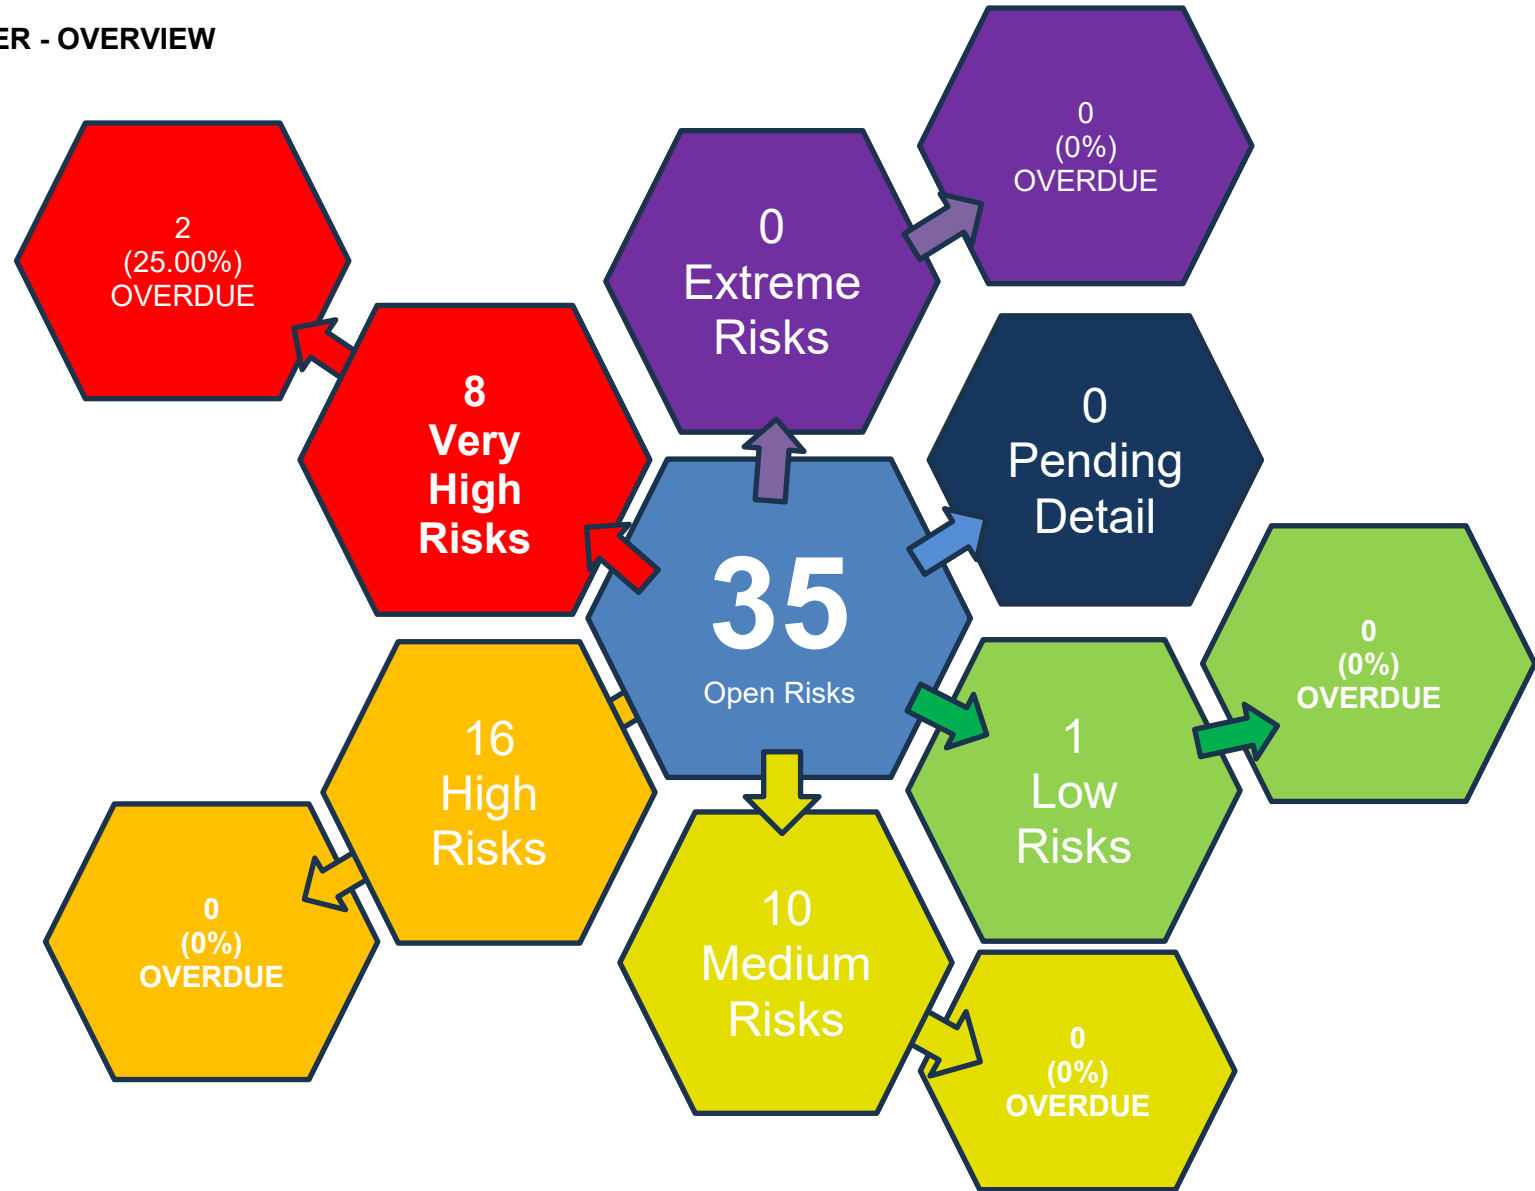 ER - OVERVIEW
0
(0%)
OVERDUE
2
(25.00%)
OVERDUE
0
Extreme
Risks
8
Very
High
Risks
0
Pending
Detail
35
Open Risks
0
(0%)
OVERDUE
16
High
Risks
1
Low
Risks
0
(0%)
OVERDUE
10
Medium
Risks
0
(0%)
OVERDUE